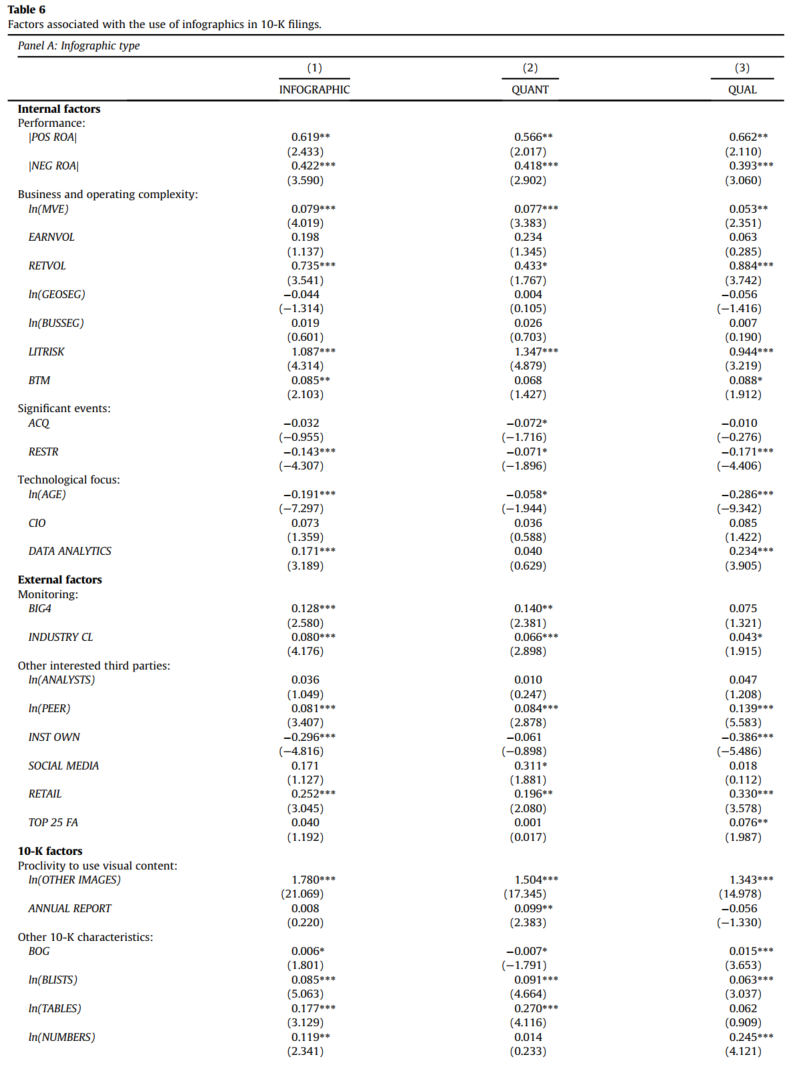 Table 6
Factors associated with the use of infographics in 10-K filings.
Panel A: Infographic type
(1) (2) (3)
INFOGRAPHIC QUANT QUAL
Internal factors
Performance:
|POS ROA| 0.619** 0.566** 0.662**
(2.433) (2.017) (2.110)
|NEG ROA| 0.422*** 0.418*** 0.393***
(3.590) (2.902) (3.060)
Business and operating complexity:
ln(MVE) 0.079*** 0.077*** 0.053**
(4.019) (3.383) (2.351)
EARNVOL 0.198 0.234 0.063
(1.137) (1.345) (0.285)
RETVOL 0.735*** 0.433* 0.884***
(3.541) (1.767) (3.742)
ln(GEOSEG) −0.044 0.004 −0.056
(−1.314) (0.105) (−1.416)
ln(BUSSEG) 0.019 0.026 0.007
(0.601) (0.703) (0.190)
LITRISK 1.087*** 1.347*** 0.944***
(4.314) (4.879) (3.219)
BTM 0.085** 0.068 0.088*
(2.103) (1.427) (1.912)
Significant events:
ACQ −0.032 −0.072* −0.010
(−0.955) (−1.716) (−0.276)
RESTR −0.143*** −0.071* −0.171***
(−4.307) (−1.896) (−4.406)
Technological focus:
ln(AGE) −0.191*** −0.058* −0.286***
(−7.297) (−1.944) (−9.342)
CIO 0.073 0.036 0.085
(1.359) (0.588) (1.422)
DATA ANALYTICS 0.171*** 0.040 0.234***
(3.189) (0.629) (3.905)
External factors
Monitoring:
BIG4 0.128*** 0.140** 0.075
(2.580) (2.381) (1.321)
INDUSTRY CL 0.080*** 0.066*** 0.043*
(4.176) (2.898) (1.915)
Other interested third parties:
ln(ANALYSTS) 0.036 0.010 0.047
(1.049) (0.247) (1.208)
ln(PEER) 0.081*** 0.084*** 0.139***
(3.407) (2.878) (5.583)
INST OWN −0.296*** −0.061 −0.386***
(−4.816) (−0.898) (−5.486)
SOCIAL MEDIA 0.171 0.311* 0.018
(1.127) (1.881) (0.112)
RETAIL 0.252*** 0.196** 0.330***
(3.045) (2.080) (3.578)
TOP 25 FA 0.040 0.001 0.076**
(1.192) (0.017) (1.987)
10-K factors
Proclivity to use visual content:
ln(OTHER IMAGES) 1.780*** 1.504*** 1.343***
(21.069) (17.345) (14.978)
ANNUAL REPORT 0.008 0.099** −0.056
(0.220) (2.383) (−1.330)
Other 10-K characteristics:
BOG 0.006* −0.007* 0.015***
(1.801) (−1.791) (3.653)
ln(BLISTS) 0.085*** 0.091*** 0.063***
(5.063) (4.664) (3.037)
ln(TABLES) 0.177*** 0.270*** 0.062
(3.129) (4.116) (0.909)
ln(NUMBERS) 0.119** 0.014 0.245***
(2.341) (0.233) (4.121)